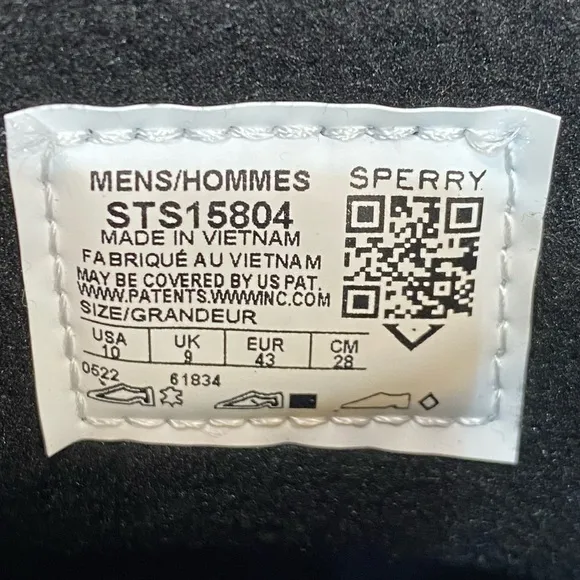 MENS/HOMMES
SPERRY
STS15804
MADE IN VIETNAM
FABRIQUÉ AU VIETNAM
MAY BE COVERED BY US PAT.
WWW.PATENTS.WWWINC.COM
SIZE/GRANDEUR
USA UK EUR CM
10 9 43 28
0522 61834